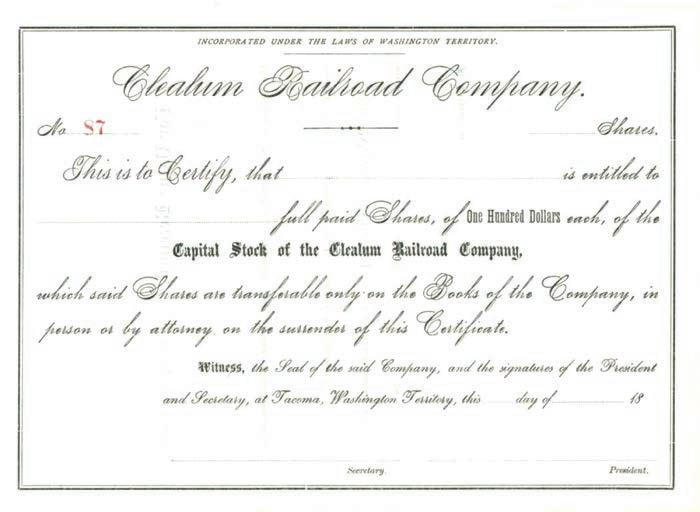 INCORPORATED UNDER THE LAWS OF WASHINGTON TERRITORY.
Clealum Railroad Company.
No 87 Shares.
This is to Certify, that is entitled to
full paid Shares, of One Hundred Dollars each, of the
Capital Stock of the Clealum Railroad Company,
which said Shares are transferable only on the Books of the Company, in
person or by attorney on the surrender of this Certificate.
Witness, the Seal of the said Company, and the signatures of the President
and Secretary, at Tacoma, Washington Territory, this day of 18
Secretary. President.